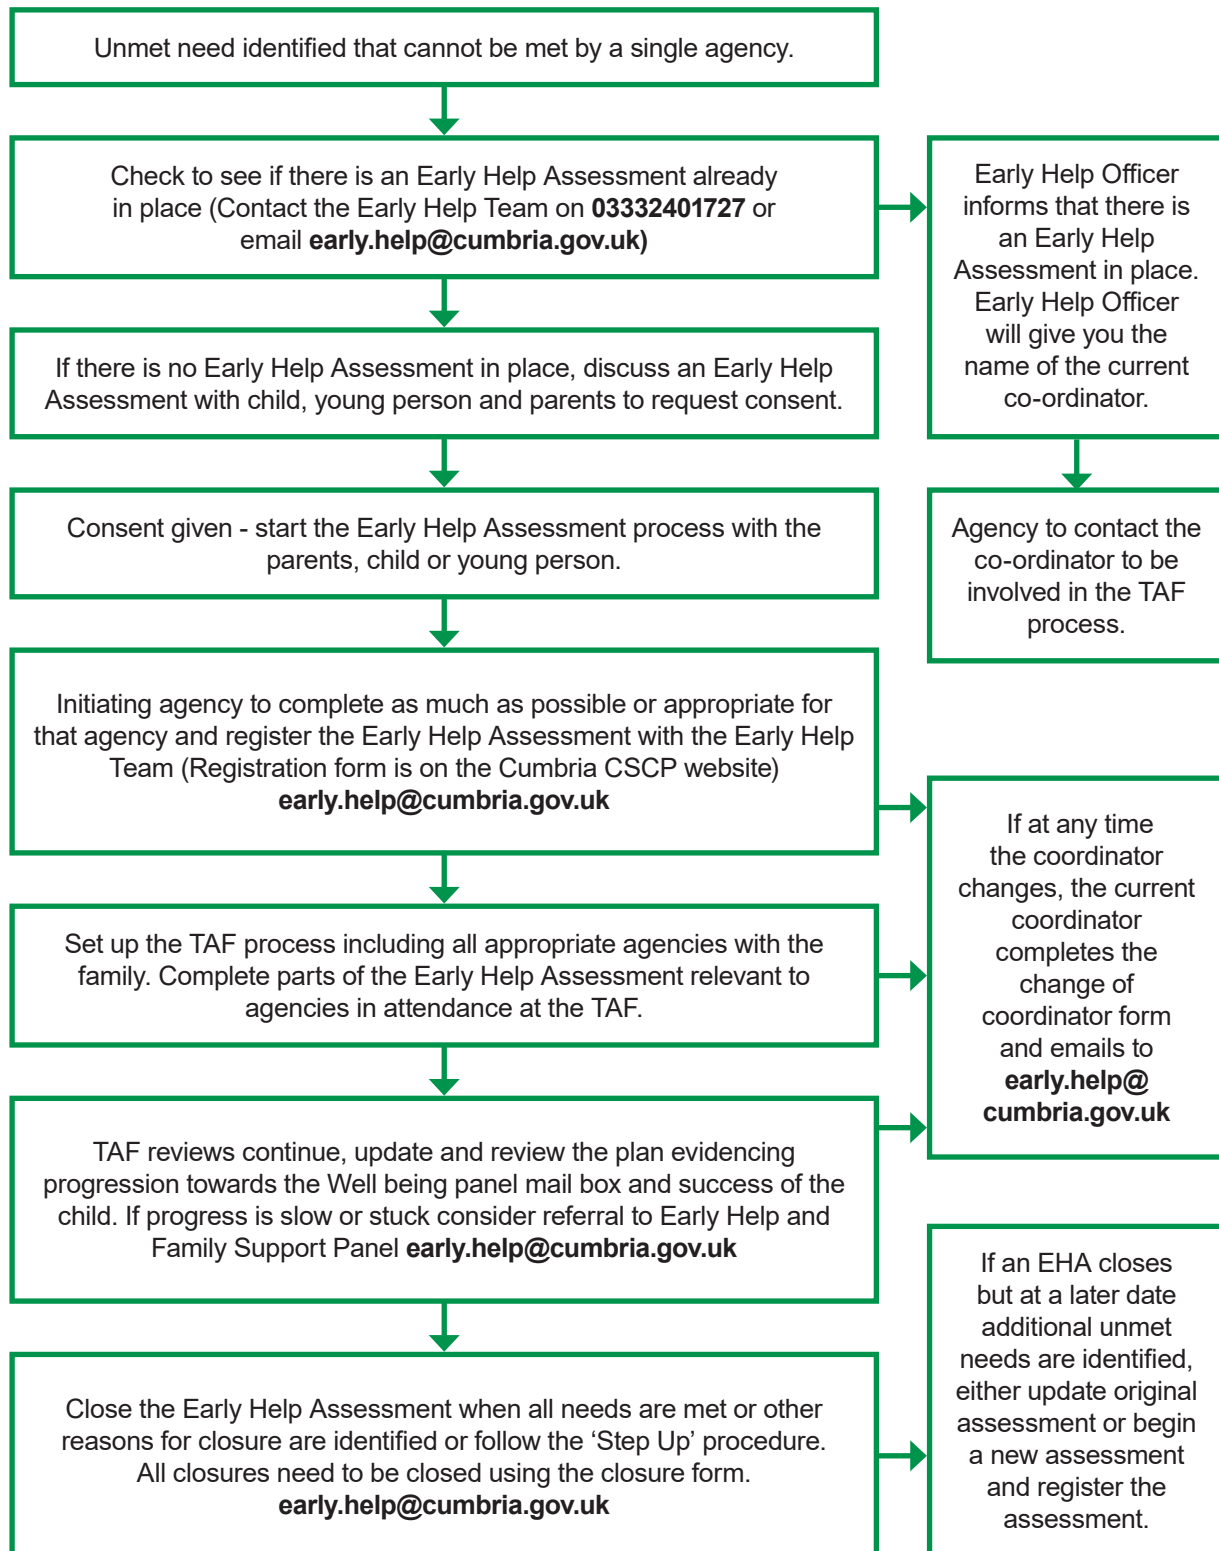 Unmet need identified that cannot be met by a single agency.
Check to see if there is an Early Help Assessment already
in place (Contact the Early Help Team on 03332401727 or
email early.help@cumbria.gov.uk)
Early Help Officer
informs that there is
an Early Help
Assessment in place.
Early Help Officer
will give you the
name of the current
co-ordinator.
If there is no Early Help Assessment in place, discuss an Early Help
Assessment with child, young person and parents to request consent.
Consent given - start the Early Help Assessment process with the
parents, child or young person.
Agency to contact the
co-ordinator to be
involved in the TAF
process.
Initiating agency to complete as much as possible or appropriate for
that agency and register the Early Help Assessment with the Early Help
Team (Registration form is on the Cumbria CSCP website)
early.help@cumbria.gov.uk
If at any time
the coordinator
changes, the current
coordinator
completes the
change of
coordinator form
and emails to
early.help@
cumbria.gov.uk
Set up the TAF process including all appropriate agencies with the
family. Complete parts of the Early Help Assessment relevant to
agencies in attendance at the TAF.
TAF reviews continue, update and review the plan evidencing
progression towards the Well being panel mail box and success of the
child. If progress is slow or stuck consider referral to Early Help and
Family Support Panel early.help@cumbria.gov.uk
Close the Early Help Assessment when all needs are met or other
reasons for closure are identified or follow the ‘Step Up’ procedure.
All closures need to be closed using the closure form.
early.help@cumbria.gov.uk
If an EHA closes
but at a later date
additional unmet
needs are identified,
either update original
assessment or begin
a new assessment
and register the
assessment.